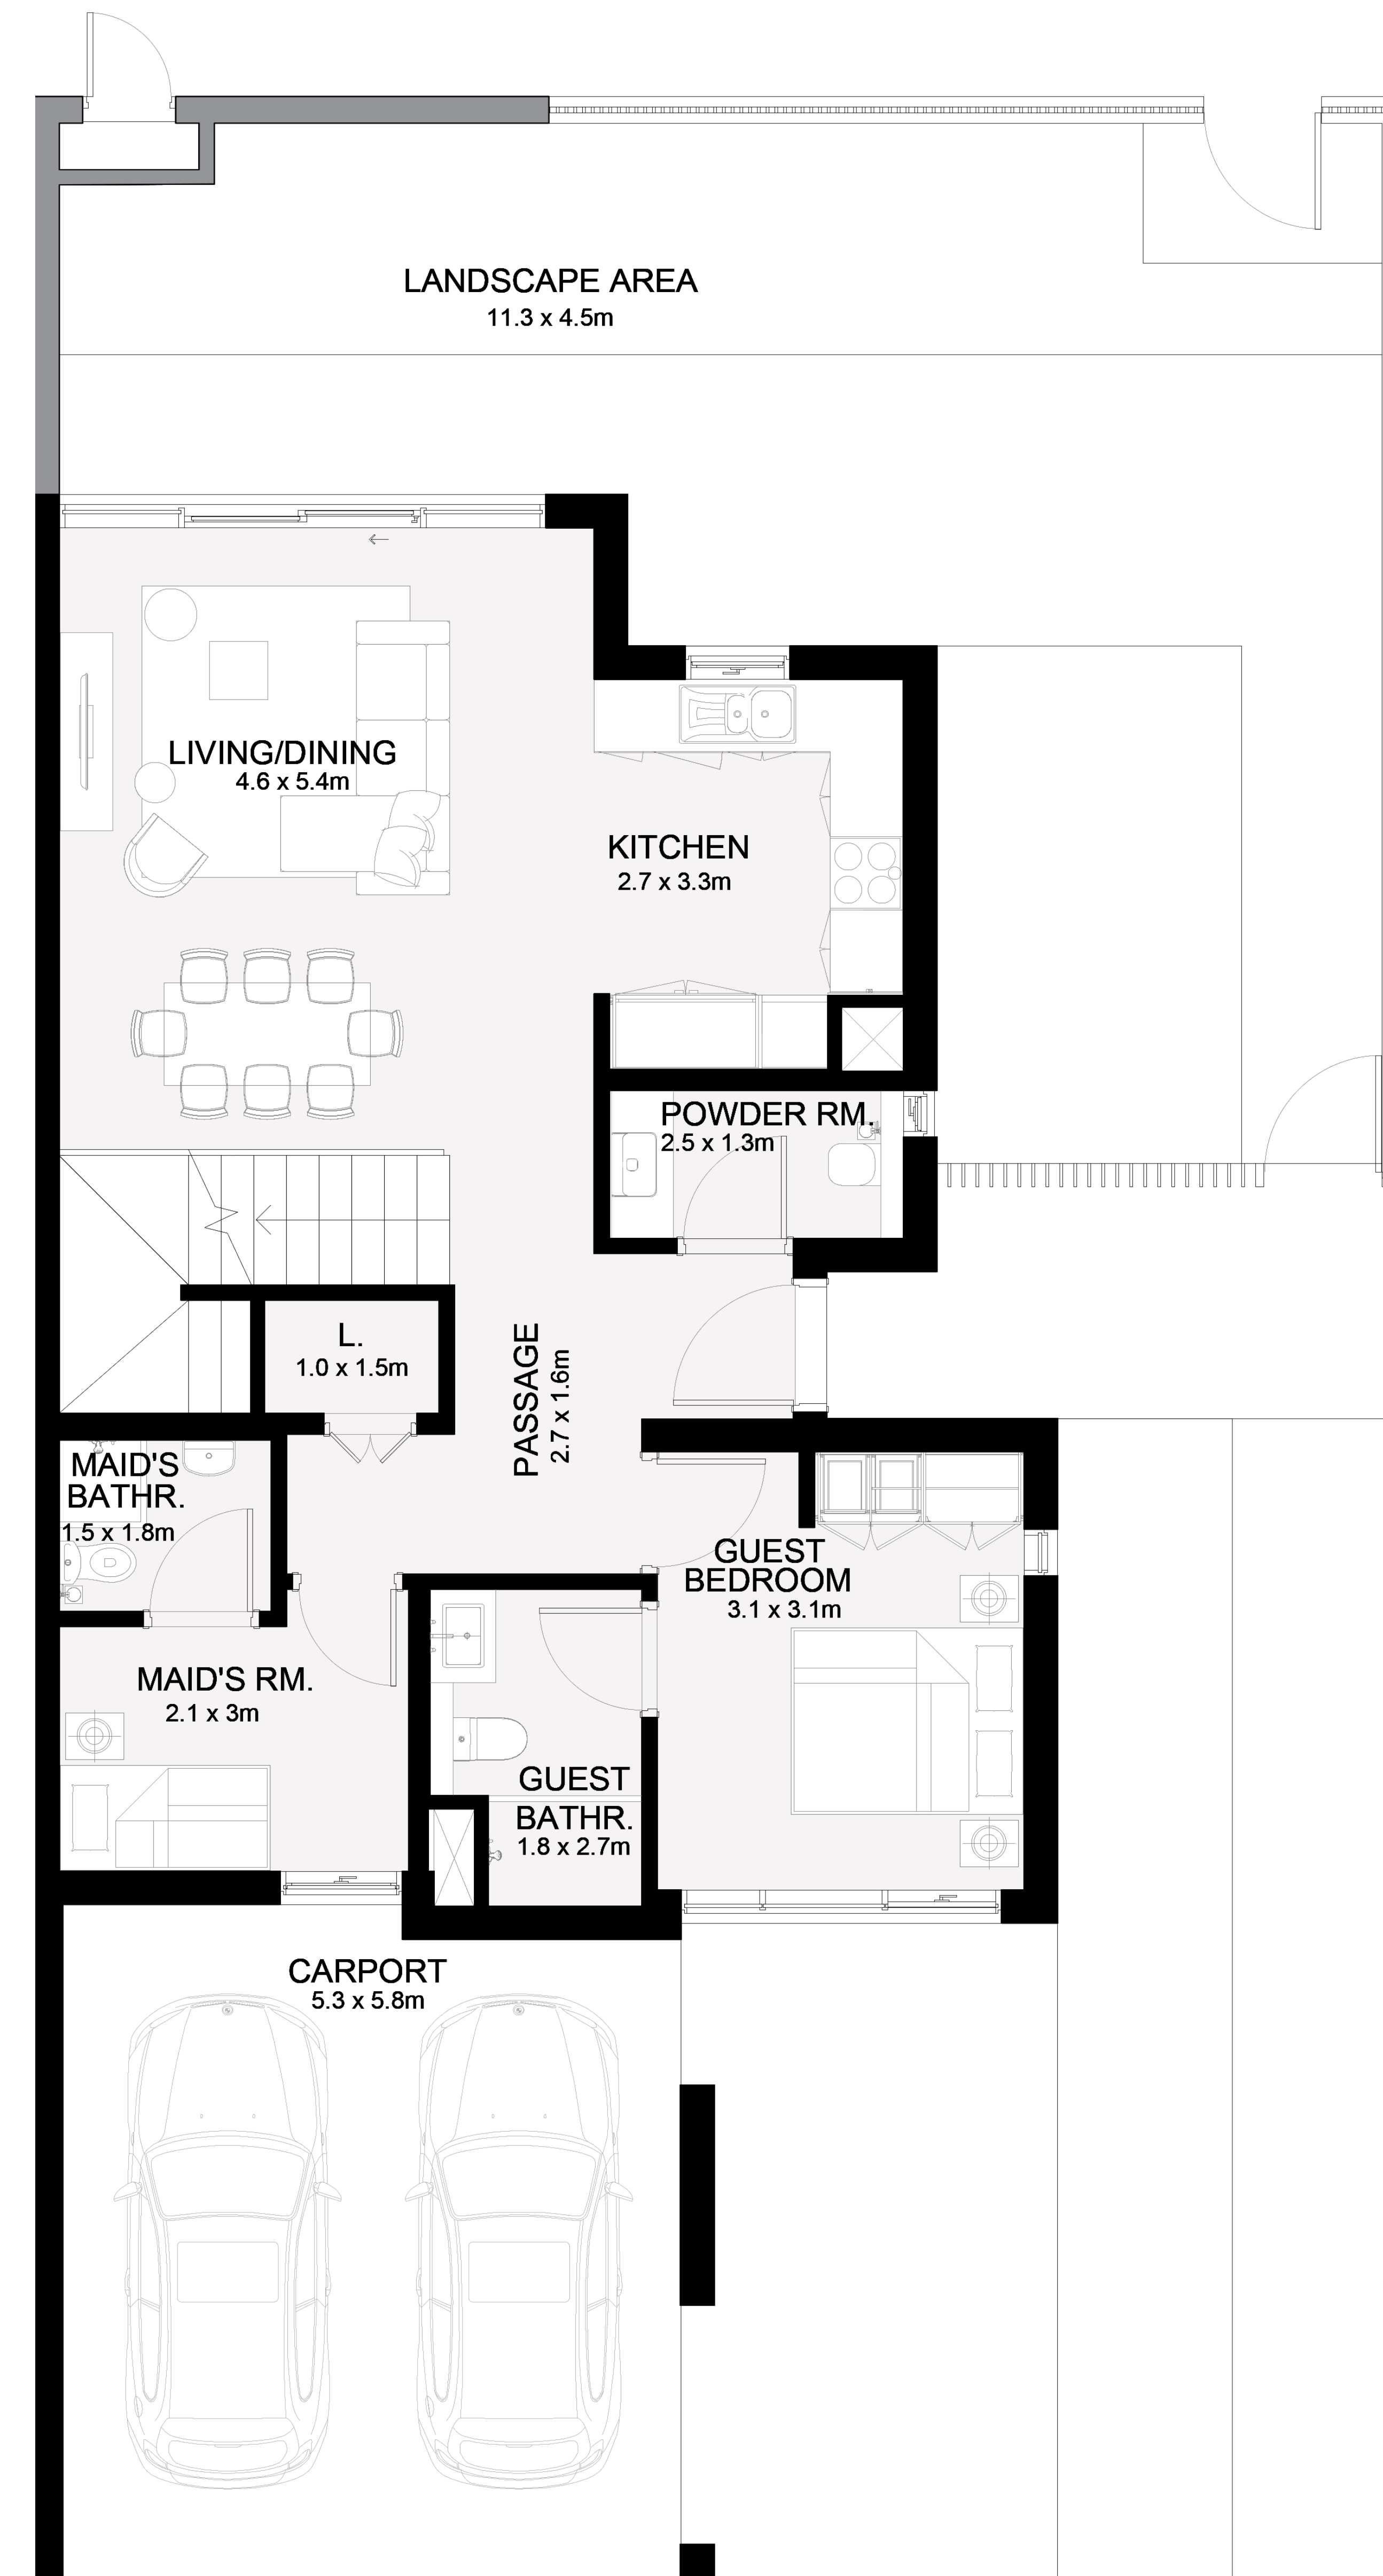 LANDSCAPE AREA
11.3 x 4.5m
LIVING/DINING
4.6 x 5.4m
KITCHEN
2.7 x 3.3m
POWDER RM.
2.5 x 1.3m
L.
1.0 x 1.5m
PASSAGE
2.7 x 1.6m
MAID'S
BATHR.
1.5 x 1.8m
GUEST
BEDROOM
3.1 x 3.1m
MAID'S RM.
2.1 x 3m
GUEST
BATHR.
1.8 x 2.7m
CARPORT
5.3 x 5.8m